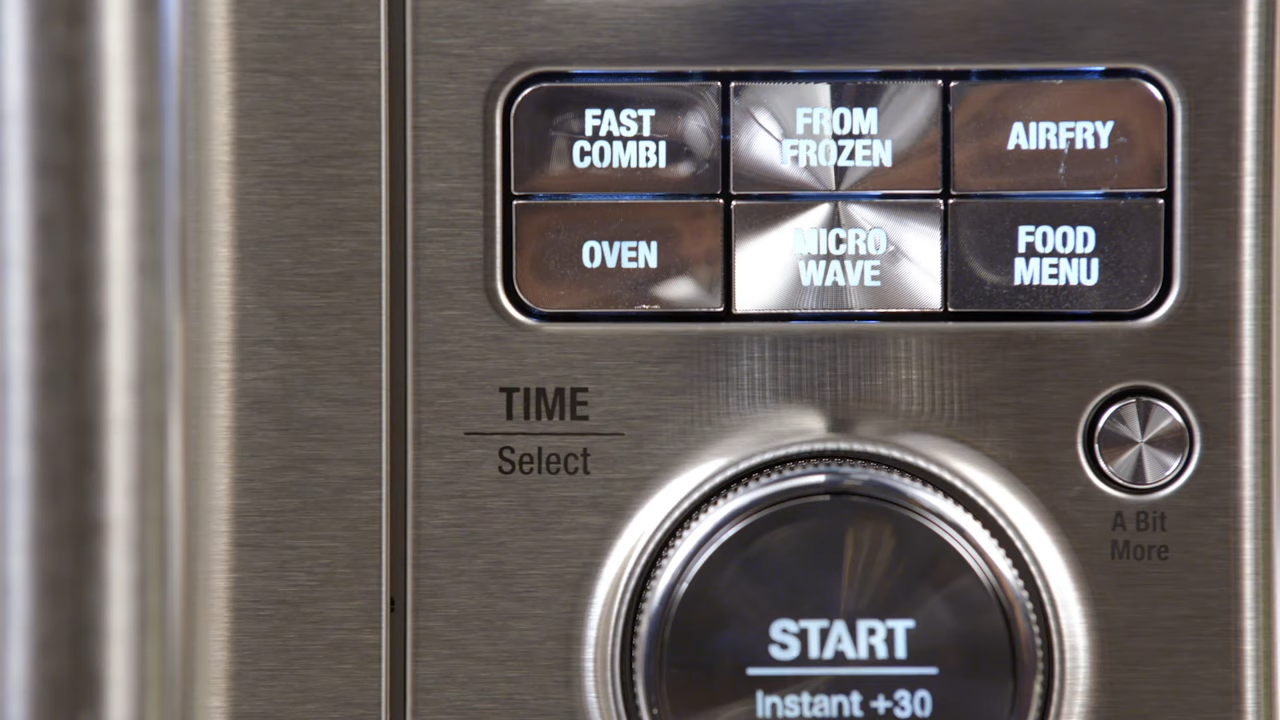 FAST
COMBI
FROM
FROZEN
AIRFRY
OVEN
MICRO
WAVE
FOOD
MENU
TIME
Select
A Bit
More
START
Instant +30